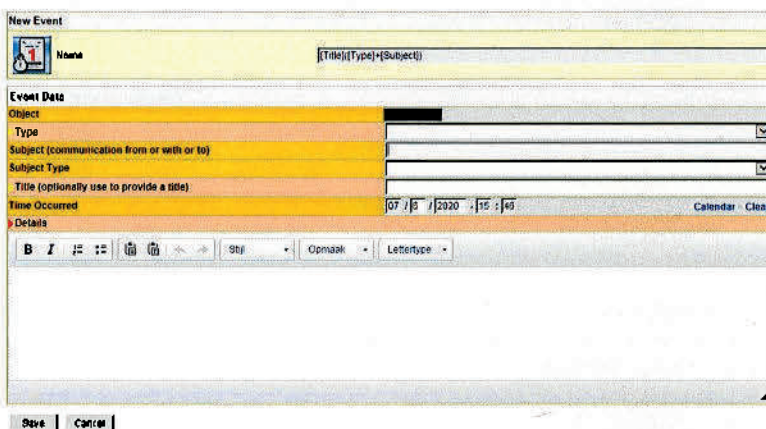 New Event
Name {Title}({Type}+{Subject})
Event Data
Object
Type
Subject (communication from or with or to)
Subject Type
Title (optionally use to provide a title)
Time Occurred 07 / 8 / 2020 - 15 : 45 Calendar Clea
Details
B I Stijl Opmaak Lettertype
Save Cancel